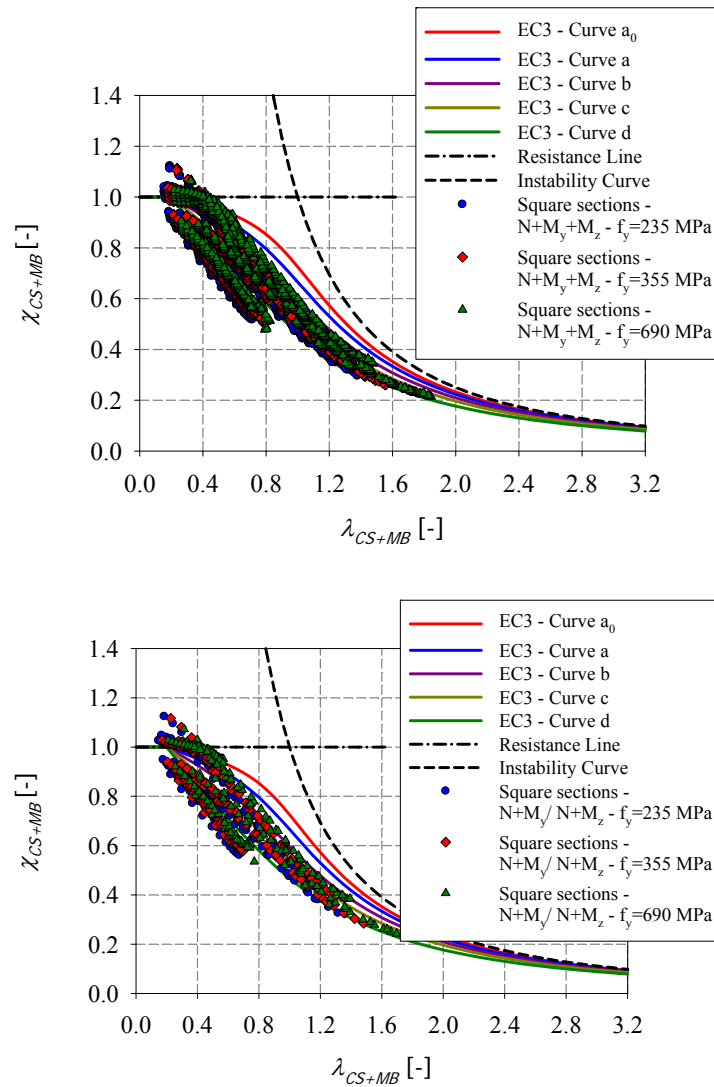 EC3 - Curve a0
EC3 - Curve a
EC3 - Curve b
EC3 - Curve c
EC3 - Curve d
Resistance Line
Instability Curve
Square sections -
N+My+Mz - fy=235 MPa
Square sections -
N+My+Mz - fy=355 MPa
Square sections -
N+My+Mz - fy=690 MPa
1.4
1.2
1.0
0.8
0.6
0.4
0.2
0.0
χCS+MB [-]
0.0 0.4 0.8 1.2 1.6 2.0 2.4 2.8 3.2
λCS+MB [-]
EC3 - Curve a0
EC3 - Curve a
EC3 - Curve b
EC3 - Curve c
EC3 - Curve d
Resistance Line
Instability Curve
Square sections -
N+My/ N+Mz - fy=235 MPa
Square sections -
N+My/ N+Mz - fy=355 MPa
Square sections -
N+My/ N+Mz - fy=690 MPa
1.4
1.2
1.0
0.8
0.6
0.4
0.2
0.0
χCS+MB [-]
0.0 0.4 0.8 1.2 1.6 2.0 2.4 2.8 3.2
λCS+MB [-]